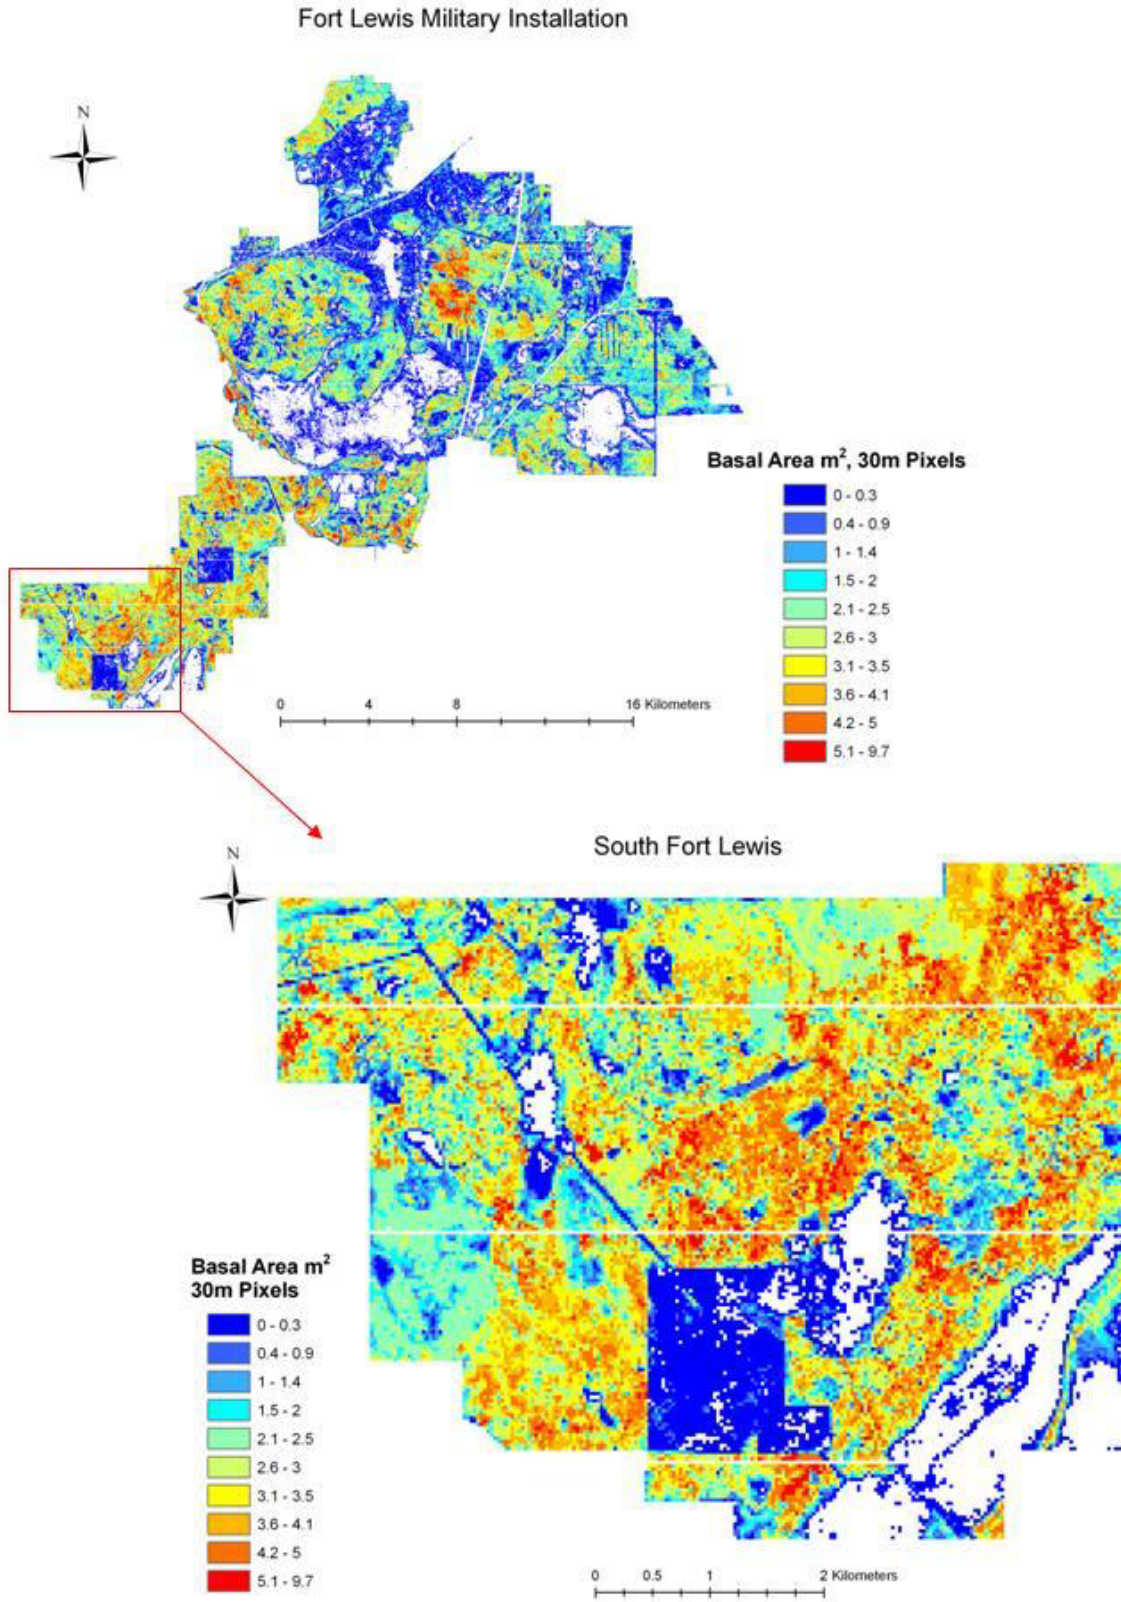 Fort Lewis Military Installation
N
Basal Area m², 30m Pixels
0 - 0.3
0.4 - 0.9
1 - 1.4
1.5 - 2
2.1 - 2.5
2.6 - 3
3.1 - 3.5
3.6 - 4.1
4.2 - 5
5.1 - 9.7
0 4 8 16 Kilometers
South Fort Lewis
N
Basal Area m²
30m Pixels
0 - 0.3
0.4 - 0.9
1 - 1.4
1.5 - 2
2.1 - 2.5
2.6 - 3
3.1 - 3.5
3.6 - 4.1
4.2 - 5
5.1 - 9.7
0 0.5 1 2 Kilometers